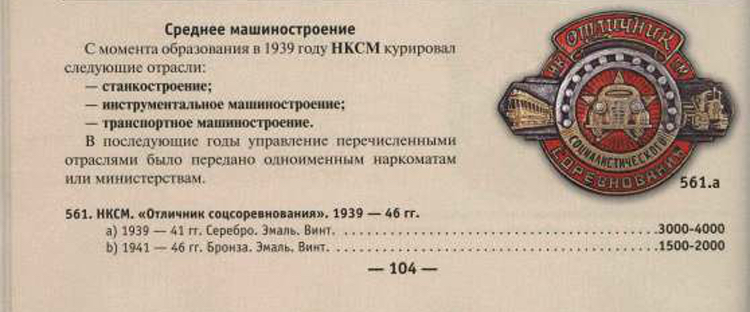 Среднее машиностроение
С момента образования в 1939 году НКСМ курировал
следующие отрасли:
— станкостроение;
— инструментальное машиностроение;
— транспортное машиностроение.
В последующие годы управление перечисленными
отраслями было передано одноименным наркоматам
или министерствам.
ОТЛИЧНИК
НК СМ
СОЦИАЛИСТИЧЕСКОГО
СОРЕВНОВАНИЯ
561.а
561. НКСМ. «Отличник соцсоревнования». 1939 — 46 гг.
a) 1939 — 41 гг. Серебро. Эмаль. Винт. 3000-4000
b) 1941 — 46 гг. Бронза. Эмаль. Винт. 1500-2000
— 104 —